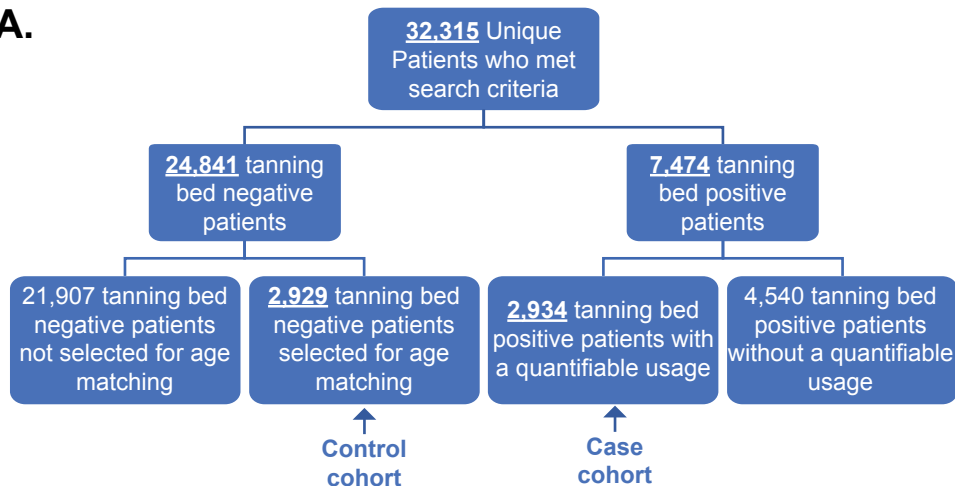 A.
32,315 Unique
Patients who met
search criteria
24,841 tanning
bed negative
patients
7,474 tanning
bed positive
patients
21,907 tanning bed
negative patients
not selected for age
matching
2,929 tanning bed
negative patients
selected for age
matching
2,934 tanning bed
positive patients with
a quantifiable usage
4,540 tanning bed
positive patients
without a quantifiable
usage
Control
cohort
Case
cohort